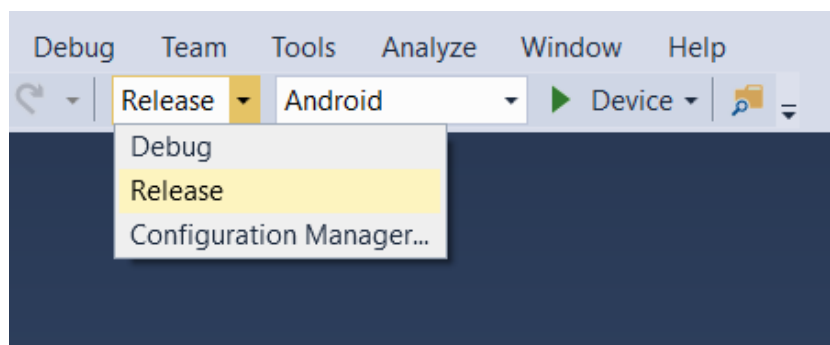 Debug Team Tools Analyze Window Help
Release Android Device
Debug
Release
Configuration Manager...